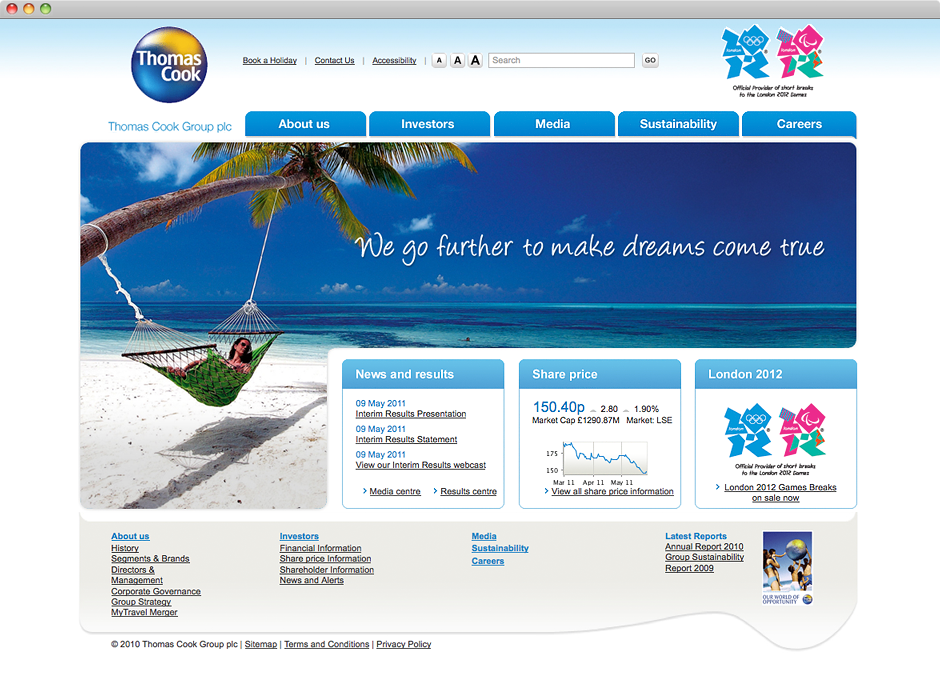 Thomas
Cook
Book a Holiday | Contact Us | Accessibility | A A A Search GO
Official Provider of short breaks
to the London 2012 Games
Thomas Cook Group plc
About us Investors Media Sustainability Careers
We go further to make dreams come true
News and results
09 May 2011
Interim Results Presentation
09 May 2011
Interim Results Statement
09 May 2011
View our Interim Results webcast
Media centre Results centre
Share price
150.40p 2.80 1.90%
Market Cap £1290.87M Market: LSE
175
150
Mar 11 Apr 11 May 11
View all share price information
London 2012
Official Provider of short breaks
to the London 2012 Games
London 2012 Games Breaks
on sale now
About us
History
Segments & Brands
Directors &
Management
Corporate Governance
Group Strategy
MyTravel Merger
Investors
Financial Information
Share price Information
Shareholder Information
News and Alerts
Media
Sustainability
Careers
Latest Reports
Annual Report 2010
Group Sustainability
Report 2009
OUR WORLD OF
OPPORTUNITY
© 2010 Thomas Cook Group plc | Sitemap | Terms and Conditions | Privacy Policy